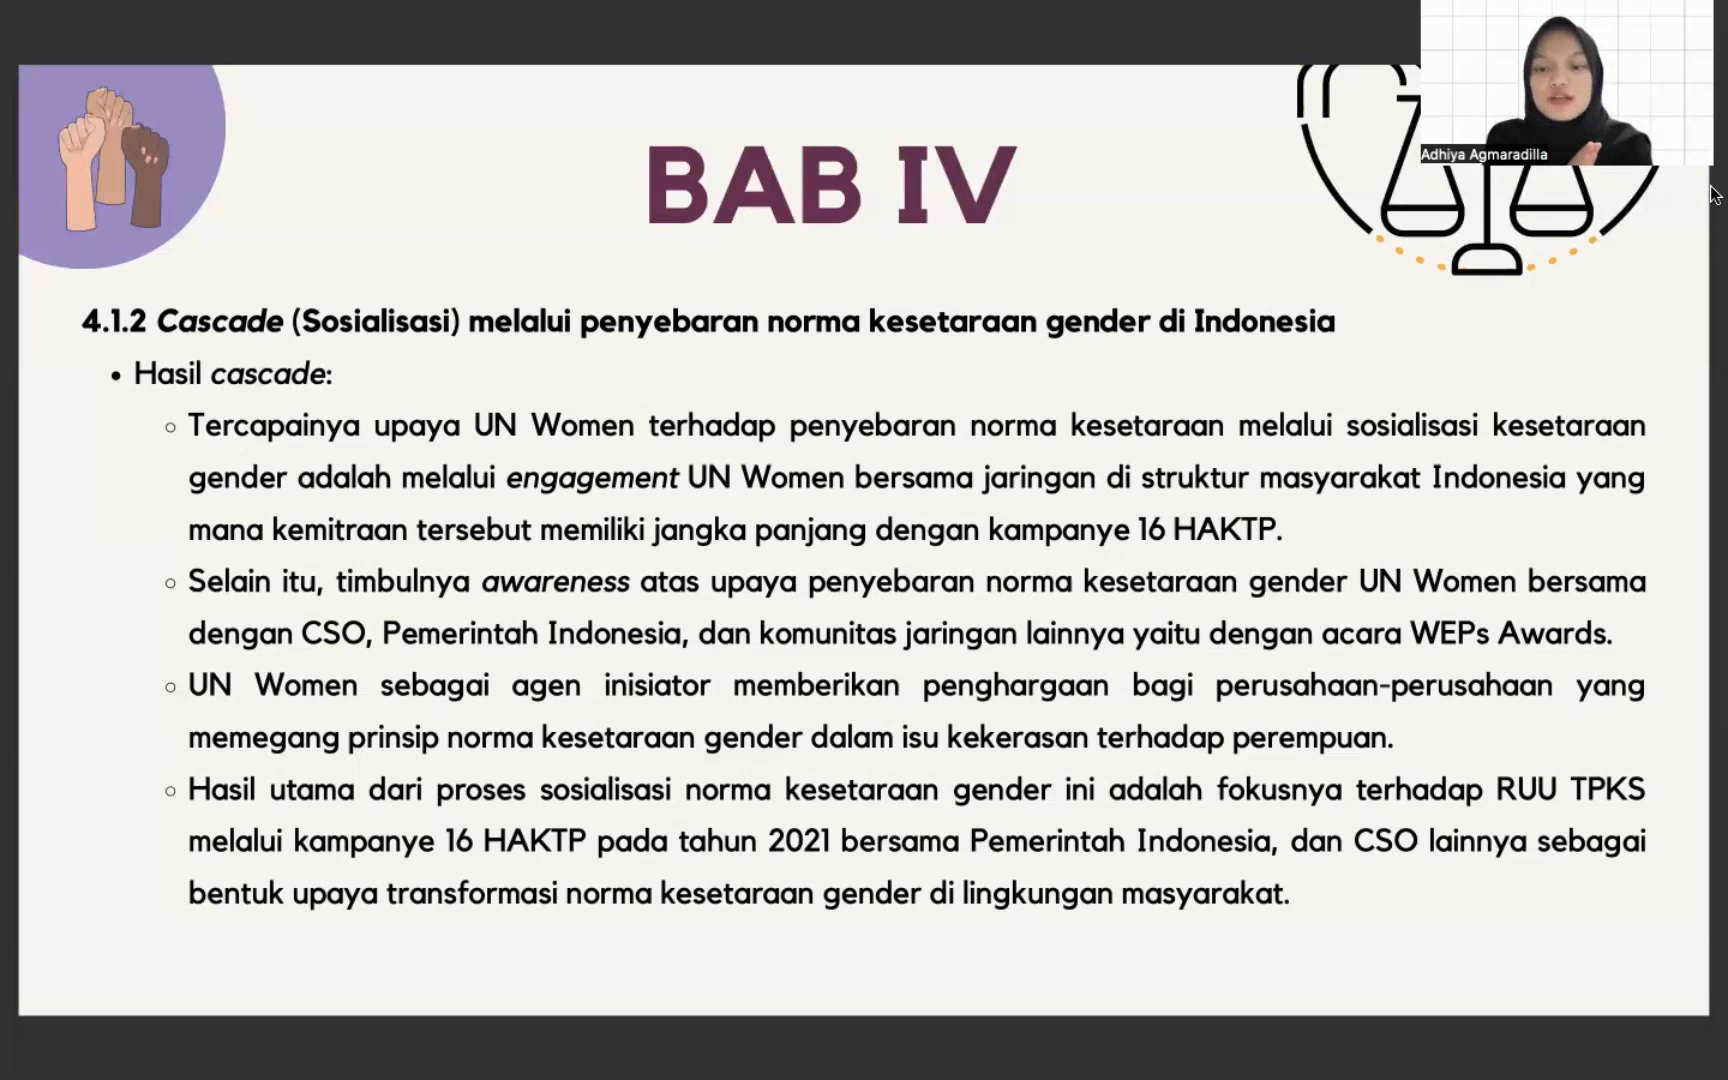 Adhiya Agmaradilla
BAB IV
4.1.2 Cascade (Sosialisasi) melalui penyebaran norma kesetaraan gender di Indonesia
• Hasil cascade:
◦ Tercapainya upaya UN Women terhadap penyebaran norma kesetaraan melalui sosialisasi kesetaraan
gender adalah melalui engagement UN Women bersama jaringan di struktur masyarakat Indonesia yang
mana kemitraan tersebut memiliki jangka panjang dengan kampanye 16 HAKTP.
◦ Selain itu, timbulnya awareness atas upaya penyebaran norma kesetaraan gender UN Women bersama
dengan CSO, Pemerintah Indonesia, dan komunitas jaringan lainnya yaitu dengan acara WEPs Awards.
◦ UN Women sebagai agen inisiator memberikan penghargaan bagi perusahaan-perusahaan yang
memegang prinsip norma kesetaraan gender dalam isu kekerasan terhadap perempuan.
◦ Hasil utama dari proses sosialisasi norma kesetaraan gender ini adalah fokusnya terhadap RUU TPKS
melalui kampanye 16 HAKTP pada tahun 2021 bersama Pemerintah Indonesia, dan CSO lainnya sebagai
bentuk upaya transformasi norma kesetaraan gender di lingkungan masyarakat.